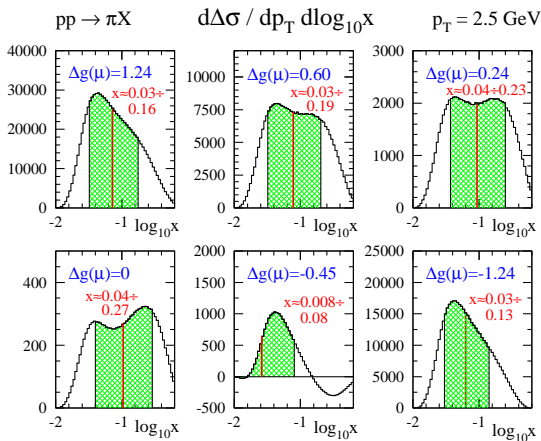 pp → πX
dΔσ / dp_T dlog₁₀x
p_T = 2.5 GeV
40000
30000
20000
10000
0
Δg(μ)=1.24
x≈0.03÷
0.16
-2
-1
log₁₀x
12500
10000
7500
5000
2500
0
Δg(μ)=0.60
x≈0.03÷
0.19
-2
-1
log₁₀x
3000
2000
1000
0
Δg(μ)=0.24
x≈0.04÷0.23
-2
-1
log₁₀x
400
200
0
Δg(μ)=0
x≈0.04÷
0.27
-2
-1
log₁₀x
2000
1500
1000
500
0
-500
Δg(μ)=-0.45
x≈0.008÷
0.08
-2
-1
log₁₀x
25000
20000
15000
10000
5000
0
Δg(μ)=-1.24
x≈0.03÷
0.13
-2
-1
log₁₀x